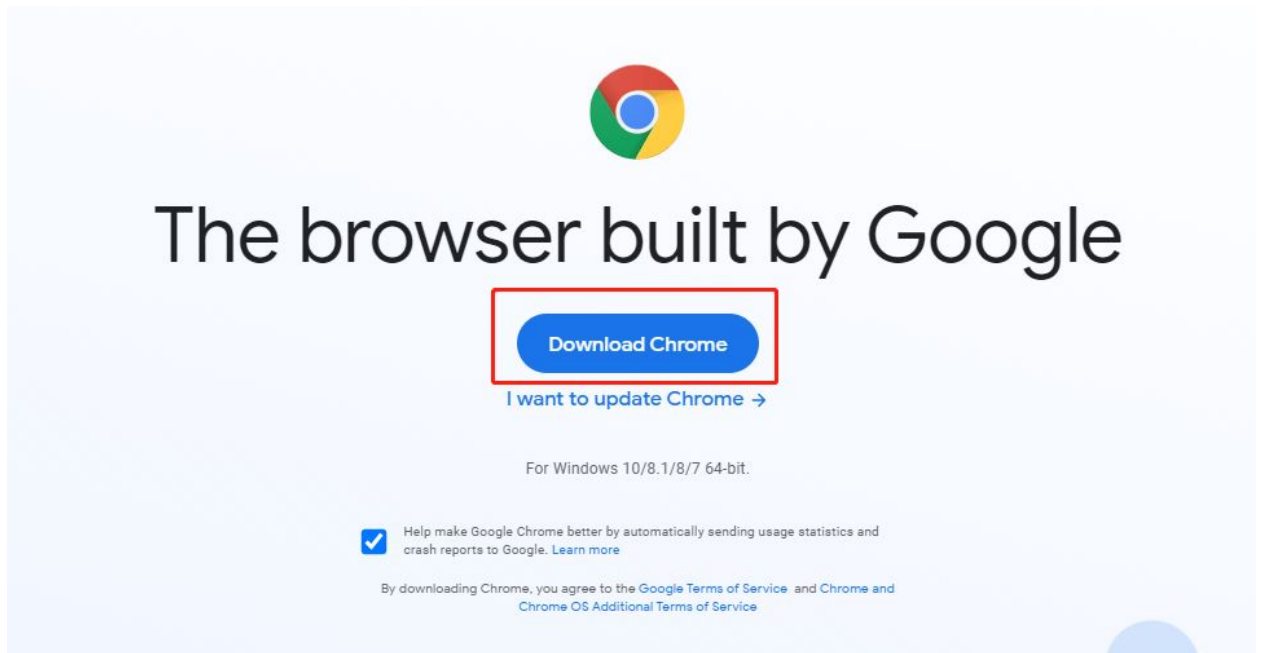 The browser built by Google
Download Chrome
I want to update Chrome →
For Windows 10/8.1/8/7 64-bit.
Help make Google Chrome better by automatically sending usage statistics and
crash reports to Google. Learn more
By downloading Chrome, you agree to the Google Terms of Service and Chrome and
Chrome OS Additional Terms of Service